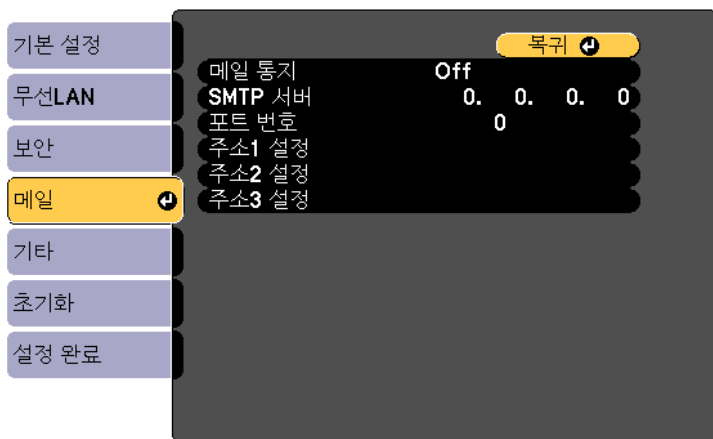 기본 설정
무선LAN
보안
메일
기타
초기화
설정 완료
복귀
메일 통지 Off
SMTP 서버 0. 0. 0. 0
포트 번호 0
주소1 설정
주소2 설정
주소3 설정